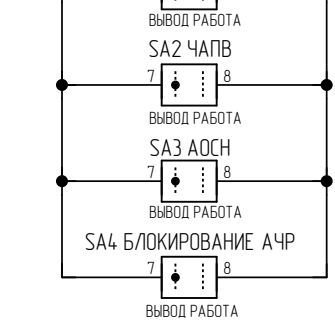 ВЫВОД РАБОТА
SA2 ЧАПВ
7 8
ВЫВОД РАБОТА
SA3 АОСН
7 8
ВЫВОД РАБОТА
SA4 БЛОКИРОВАНИЕ АЧР
7 8
ВЫВОД РАБОТА